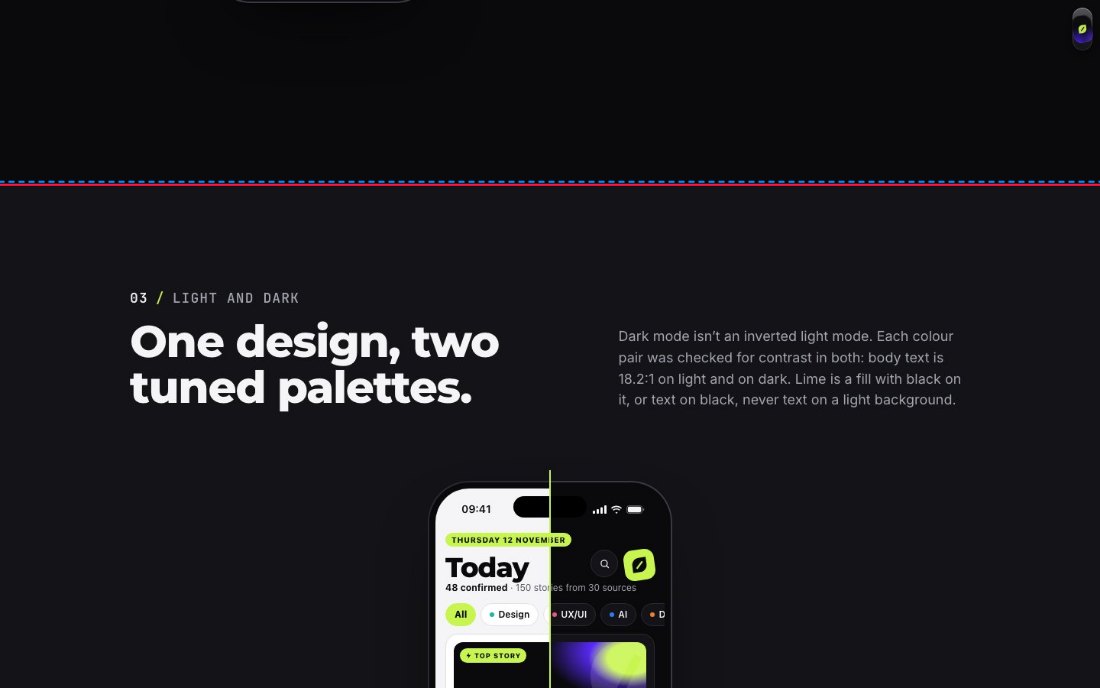 03 / LIGHT AND DARK
One design, two
tuned palettes.
Dark mode isn’t an inverted light mode. Each colour
pair was checked for contrast in both: body text is
18.2:1 on light and on dark. Lime is a fill with black on
it, or text on black, never text on a light background.
09:41
THURSDAY 12 NOVEMBER
Today
48 confirmed · 150 stories from 30 sources
All Design UX/UI AI D
TOP STORY